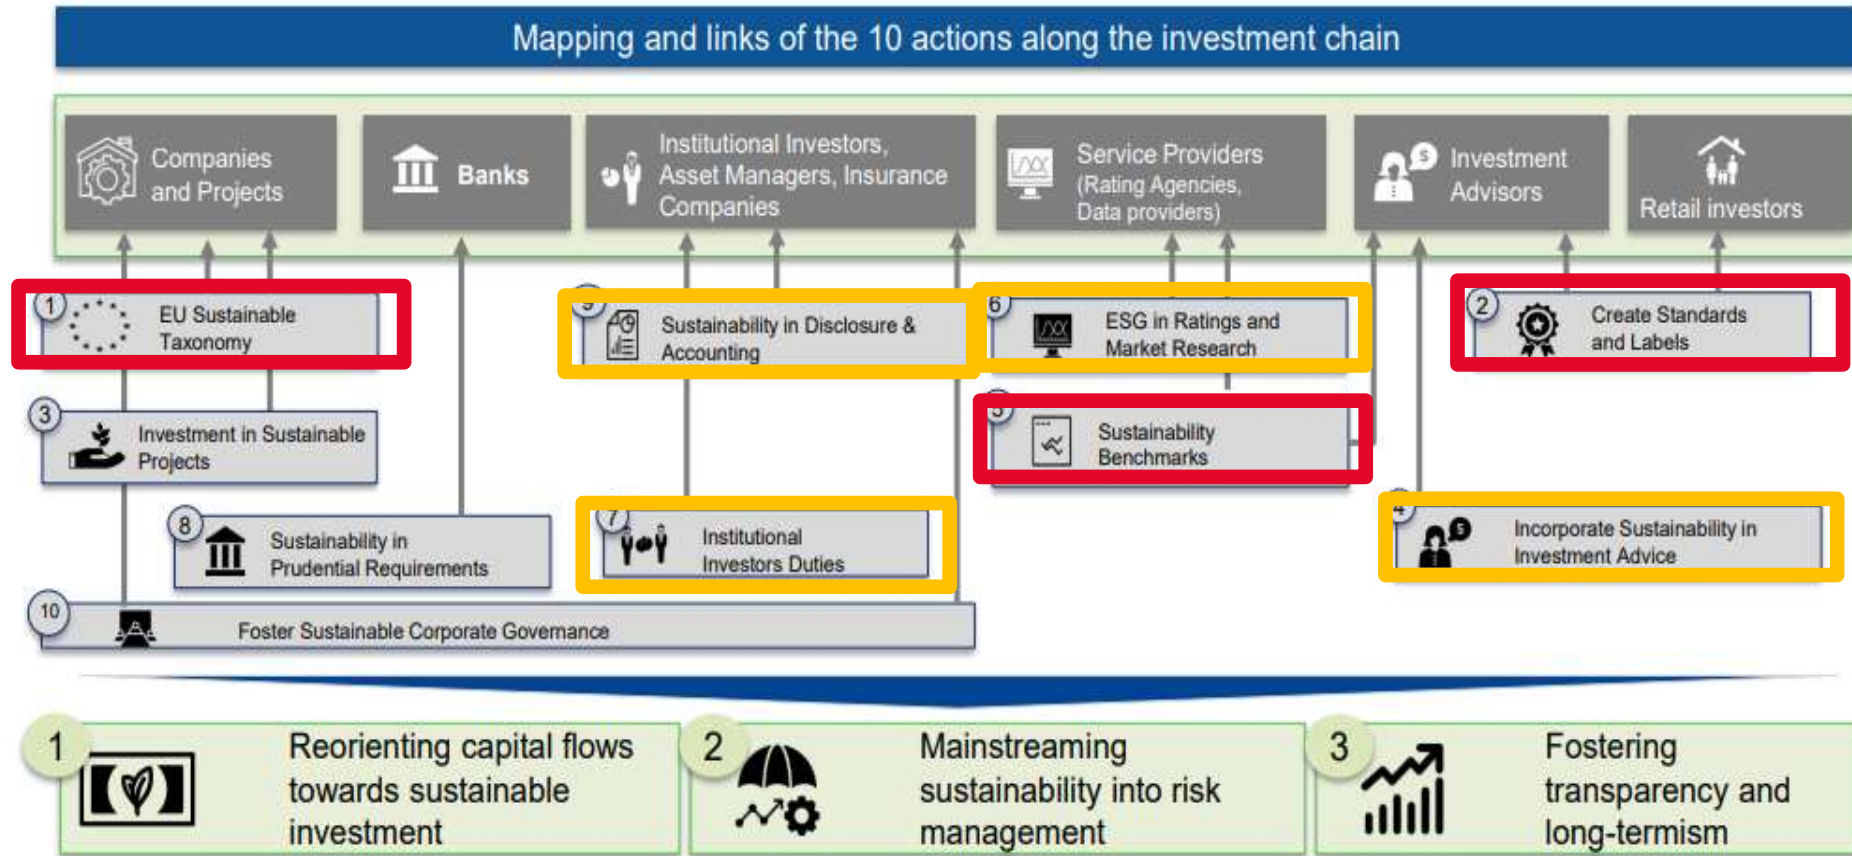 Mapping and links of the 10 actions along the investment chain
Companies
and Projects
Banks
Institutional Investors,
Asset Managers, Insurance
Companies
Service Providers
(Rating Agencies,
Data providers)
Investment
Advisors
Retail investors
1
EU Sustainable
Taxonomy
9
Sustainability in Disclosure &
Accounting
6
ESG in Ratings and
Market Research
2
Create Standards
and Labels
3
Investment in Sustainable
Projects
5
Sustainability
Benchmarks
8
Sustainability in
Prudential Requirements
7
Institutional
Investors Duties
4
Incorporate Sustainability in
Investment Advice
10
Foster Sustainable Corporate Governance
1
Reorienting capital flows
towards sustainable
investment
2
Mainstreaming
sustainability into risk
management
3
Fostering
transparency and
long-termism